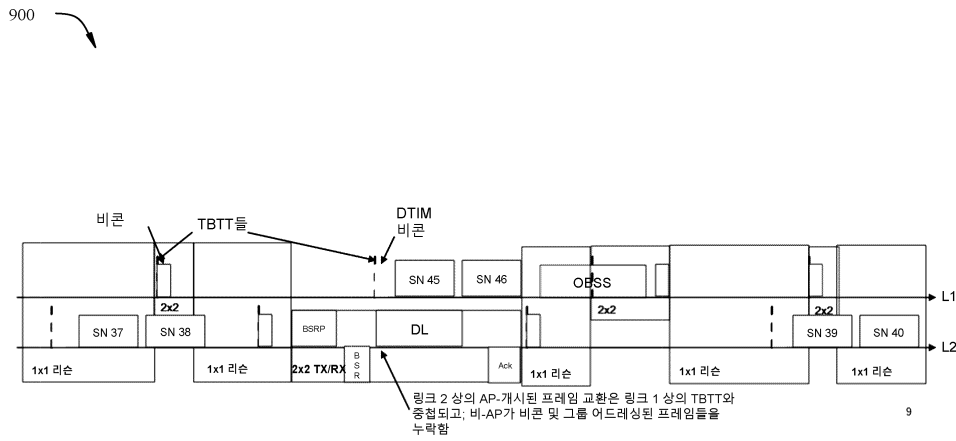 900
비콘
TBTT들
DTIM
비콘
SN 45
SN 46
OBSS
L1
2x2
2x2
2x2
SN 37
SN 38
BSRP
DL
SN 39
SN 40
L2
1x1 리슨
1x1 리슨
2x2 TX/RX
B
S
R
Ack
1x1 리슨
1x1 리슨
1x1 리슨
링크 2 상의 AP-개시된 프레임 교환은 링크 1 상의 TBTT와
중첩되고; 비-AP가 비콘 및 그룹 어드레싱된 프레임들을
누락함
9